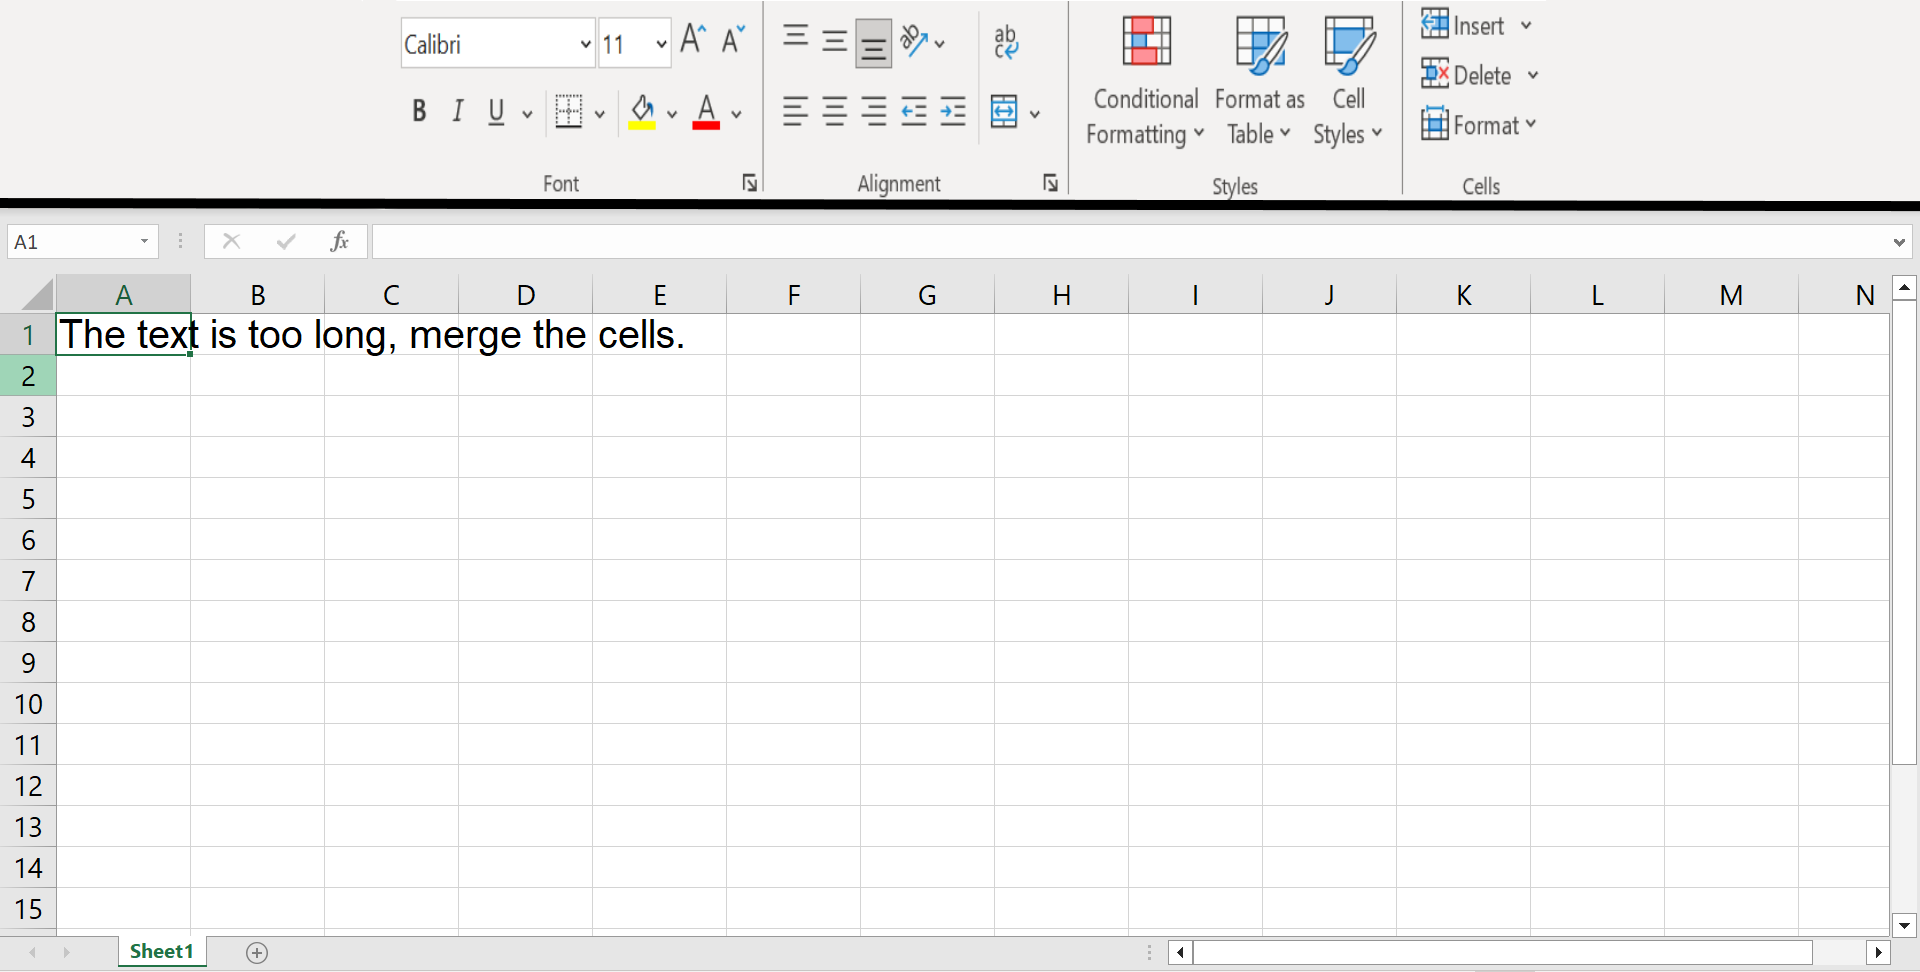 Calibri 11 A A
B I U A
ab
c
Font
Alignment
Conditional
Formatting
Format as
Table
Cell
Styles
Styles
Insert
Delete
Format
Cells
A1 fx
A B C D E F G H I J K L M N
1 The text is too long, merge the cells.
2
3
4
5
6
7
8
9
10
11
12
13
14
15
Sheet1